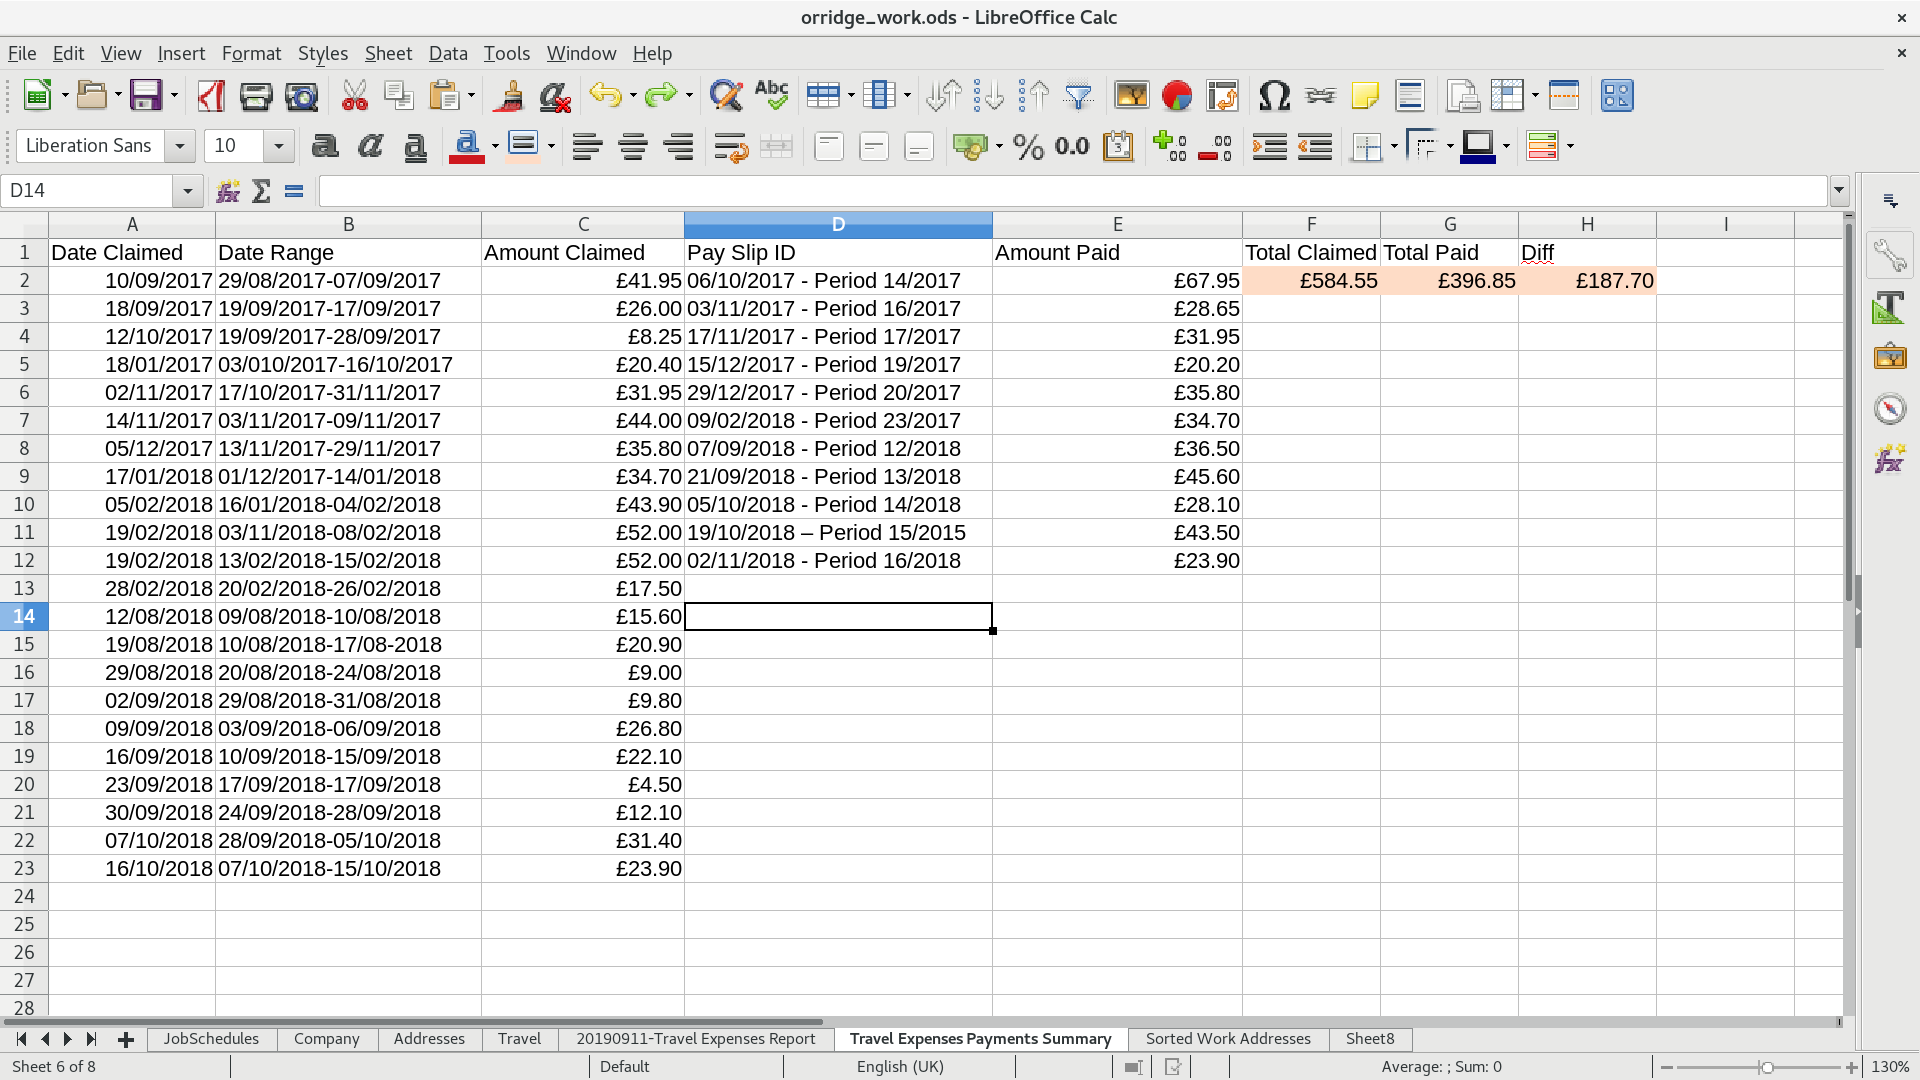 orridge_work.ods - LibreOffice Calc
File Edit View Insert Format Styles Sheet Data Tools Window Help
Abc
Liberation Sans 10 a a a a % 0.0
D14 fx Σ =
A B C D E F G H I
1 Date Claimed Date Range Amount Claimed Pay Slip ID Amount Paid Total Claimed Total Paid Diff
2 10/09/2017 29/08/2017-07/09/2017 £41.95 06/10/2017 - Period 14/2017 £67.95 £584.55 £396.85 £187.70
3 18/09/2017 19/09/2017-17/09/2017 £26.00 03/11/2017 - Period 16/2017 £28.65
4 12/10/2017 19/09/2017-28/09/2017 £8.25 17/11/2017 - Period 17/2017 £31.95
5 18/01/2017 03/010/2017-16/10/2017 £20.40 15/12/2017 - Period 19/2017 £20.20
6 02/11/2017 17/10/2017-31/11/2017 £31.95 29/12/2017 - Period 20/2017 £35.80
7 14/11/2017 03/11/2017-09/11/2017 £44.00 09/02/2018 - Period 23/2017 £34.70
8 05/12/2017 13/11/2017-29/11/2017 £35.80 07/09/2018 - Period 12/2018 £36.50
9 17/01/2018 01/12/2017-14/01/2018 £34.70 21/09/2018 - Period 13/2018 £45.60
10 05/02/2018 16/01/2018-04/02/2018 £43.90 05/10/2018 - Period 14/2018 £28.10
11 19/02/2018 03/11/2018-08/02/2018 £52.00 19/10/2018 – Period 15/2015 £43.50
12 19/02/2018 13/02/2018-15/02/2018 £52.00 02/11/2018 - Period 16/2018 £23.90
13 28/02/2018 20/02/2018-26/02/2018 £17.50
14 12/08/2018 09/08/2018-10/08/2018 £15.60
15 19/08/2018 10/08/2018-17/08-2018 £20.90
16 29/08/2018 20/08/2018-24/08/2018 £9.00
17 02/09/2018 29/08/2018-31/08/2018 £9.80
18 09/09/2018 03/09/2018-06/09/2018 £26.80
19 16/09/2018 10/09/2018-15/09/2018 £22.10
20 23/09/2018 17/09/2018-17/09/2018 £4.50
21 30/09/2018 24/09/2018-28/09/2018 £12.10
22 07/10/2018 28/09/2018-05/10/2018 £31.40
23 16/10/2018 07/10/2018-15/10/2018 £23.90
24
25
26
27
28
JobSchedules Company Addresses Travel 20190911-Travel Expenses Report Travel Expenses Payments Summary Sorted Work Addresses Sheet8
Sheet 6 of 8 Default English (UK) Average: ; Sum: 0 130%